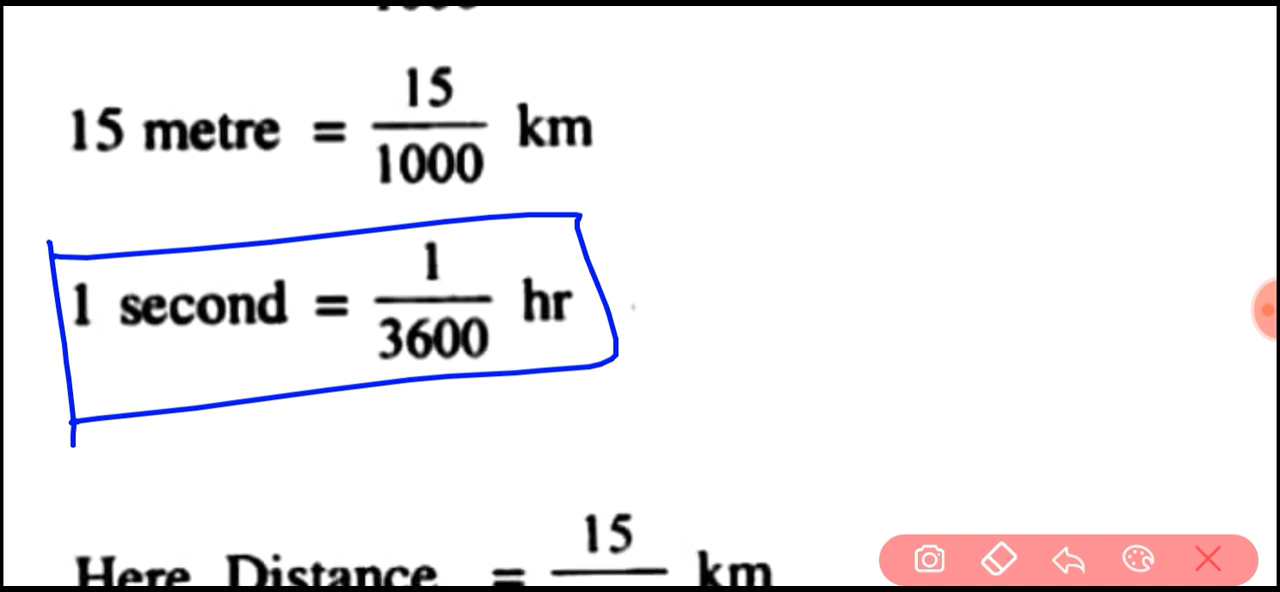 15 metre = 15/1000 km
1 second = 1/3600 hr
Here Distance = 15 km